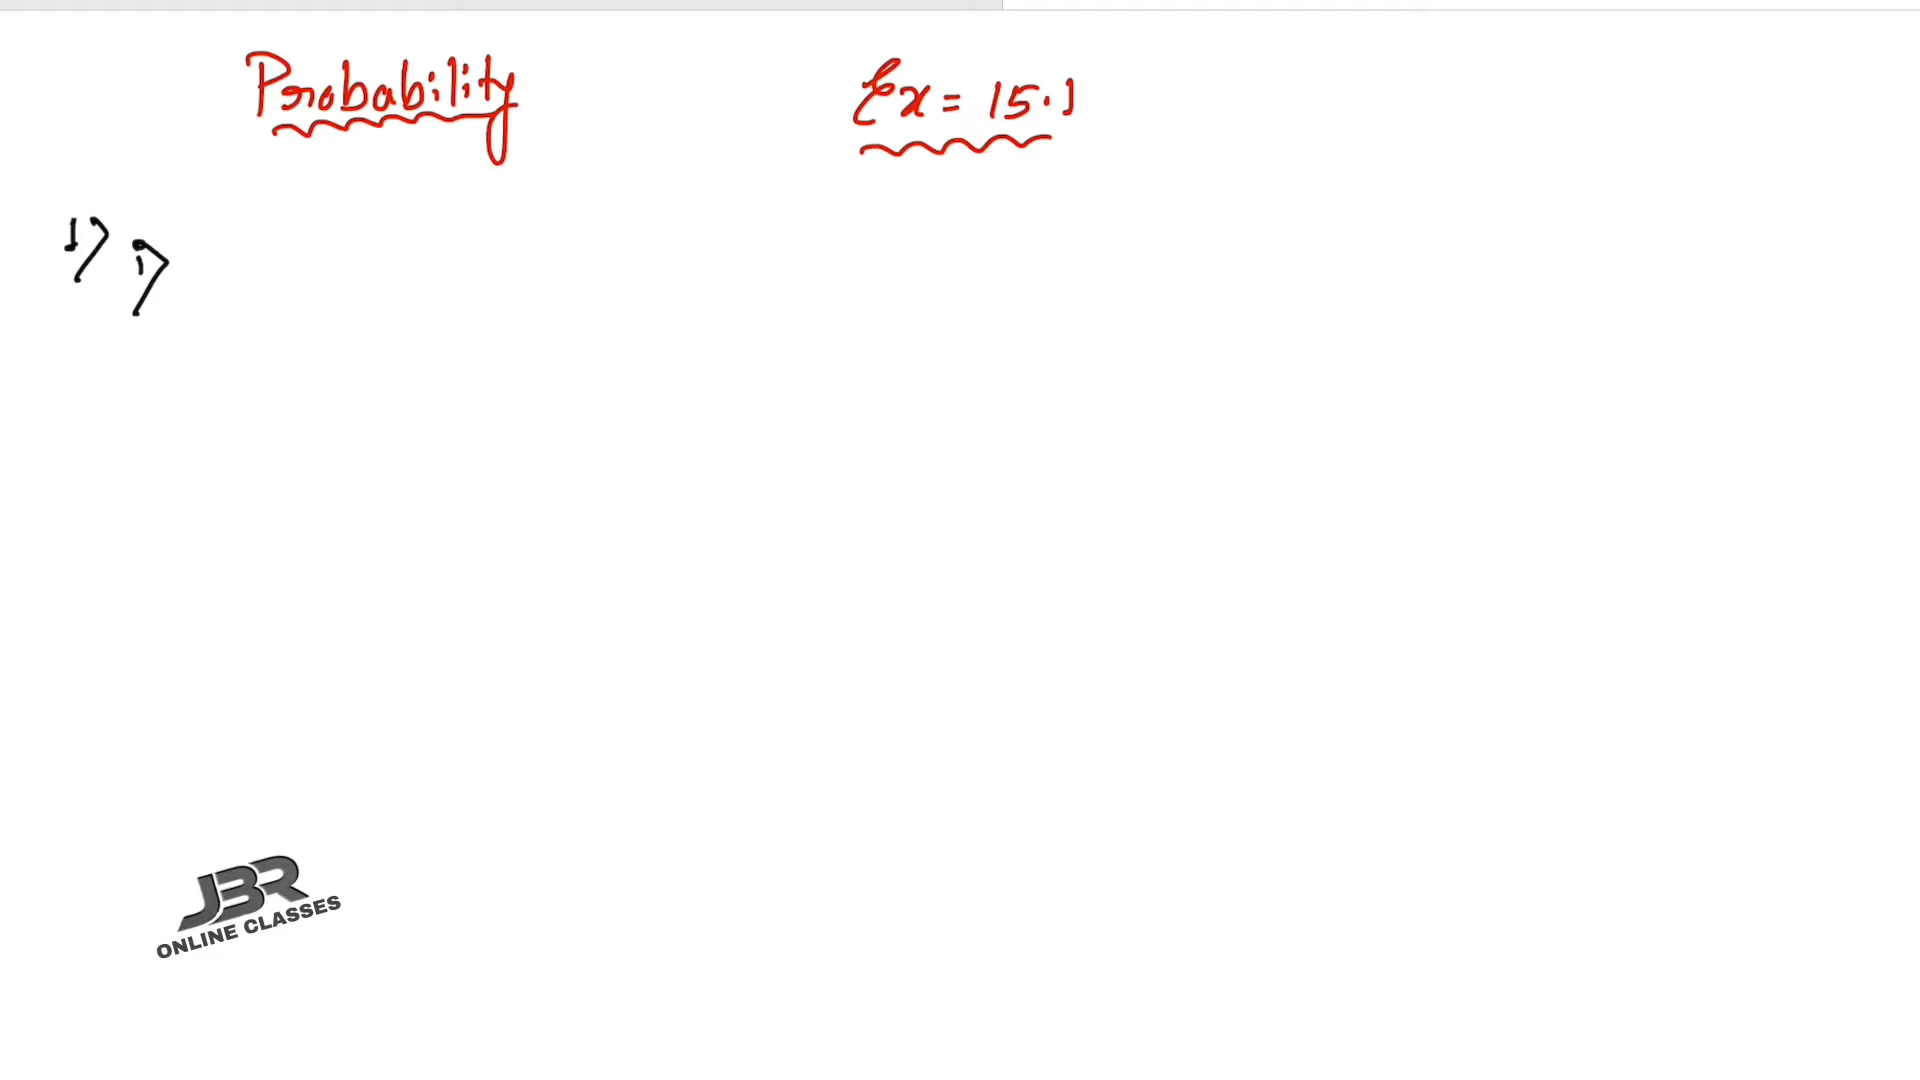 Probability Ex = 15.1
1) i)
JBR
ONLINE CLASSES